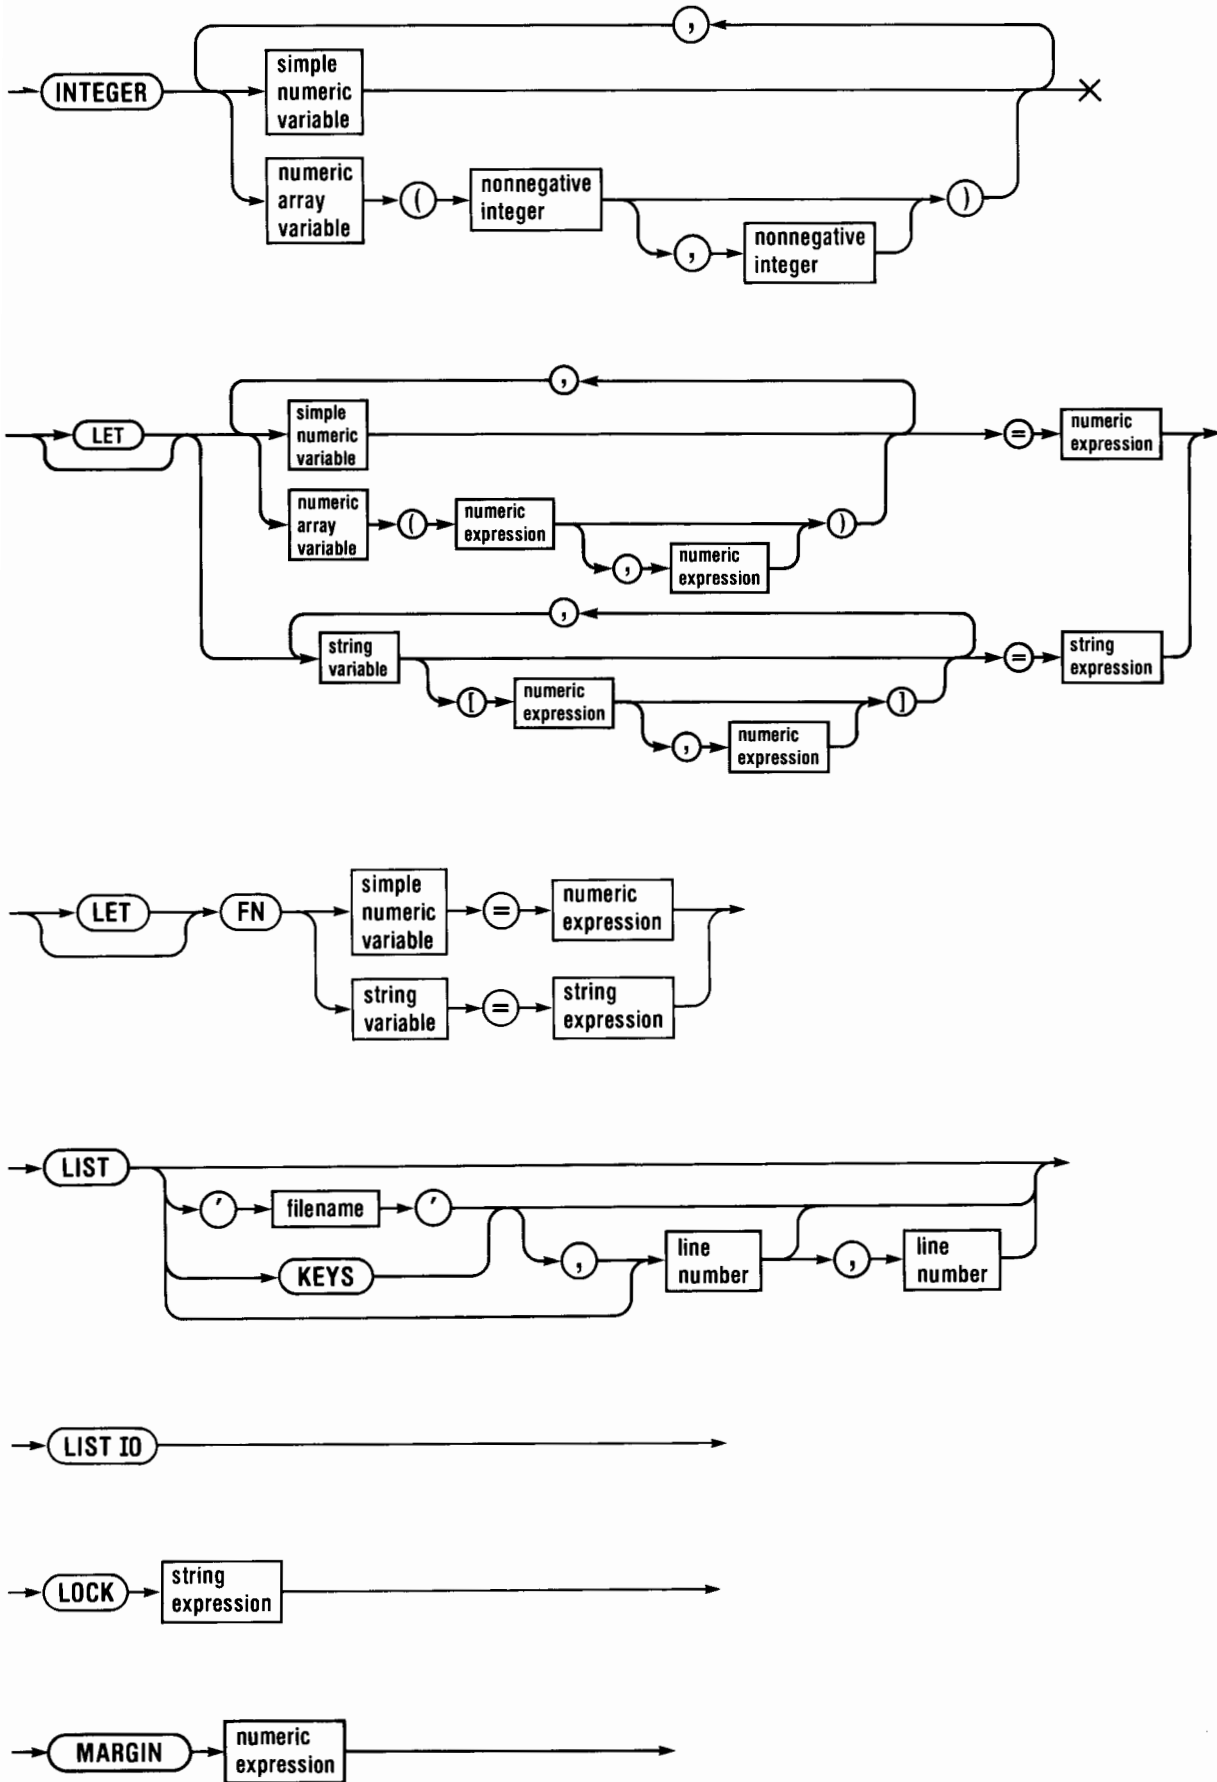 ,
INTEGER
simple
numeric
variable
numeric
array
variable
(
nonnegative
integer
,
nonnegative
integer
)
,
LET
simple
numeric
variable
=
numeric
expression
numeric
array
variable
(
numeric
expression
,
numeric
expression
)
,
string
variable
[
numeric
expression
,
numeric
expression
]
=
string
expression
LET
FN
simple
numeric
variable
=
numeric
expression
string
variable
=
string
expression
LIST
'
filename
'
KEYS
,
line
number
,
line
number
LIST IO
LOCK
string
expression
MARGIN
numeric
expression